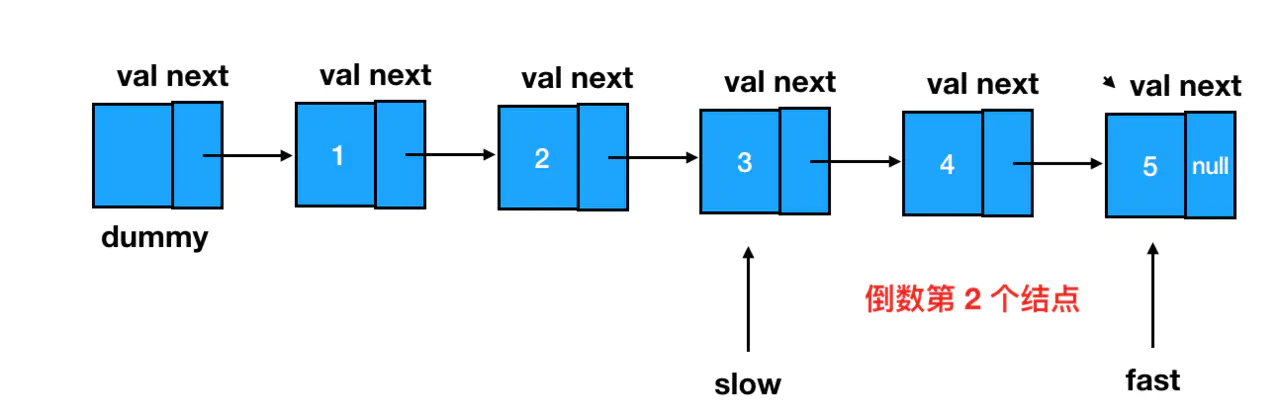 val next val next val next val next val next val next
1 2 3 4 5 null
dummy
倒数第 2 个结点
slow fast